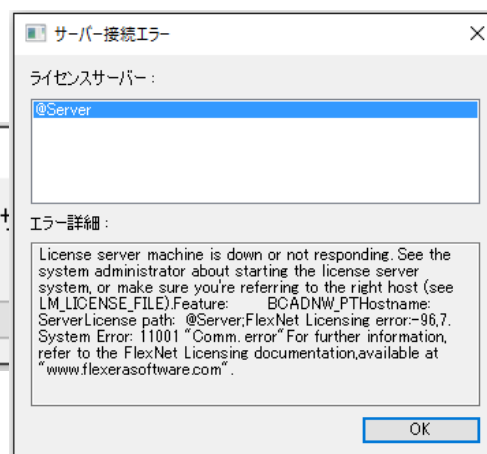 サーバー接続エラー
ライセンスサーバー :
@Server
サ
エラー詳細 :
License server machine is down or not responding. See the
system administrator about starting the license server
system, or make sure you're referring to the right host (see
LM_LICENSE_FILE).Feature: BCADNW_PTHostname:
ServerLicense path: @Server;FlexNet Licensing error:-96,7.
System Error: 11001 "Comm. error"For further information,
refer to the FlexNet Licensing documentation,available at
"www.flexerasoftware.com".
OK